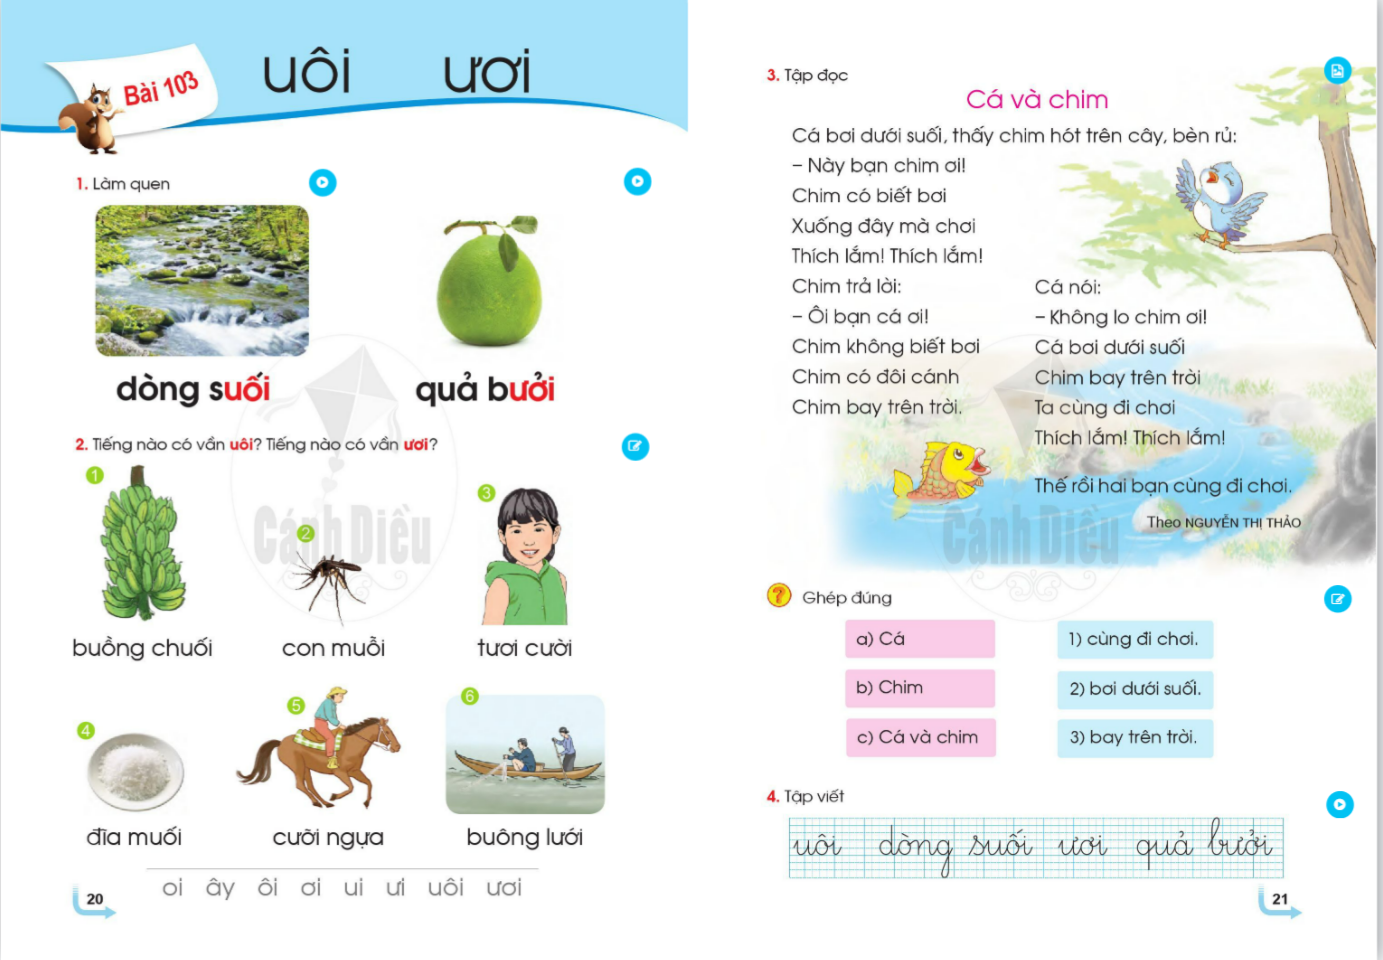 Bài 103
uôi ươi
1. Làm quen
dòng suối
quả bưởi
2. Tiếng nào có vần uôi? Tiếng nào có vần ươi?
1
buồng chuối
2
con muỗi
3
tươi cười
4
đĩa muối
5
cưỡi ngựa
6
buông lưới
oi ây ôi ơi ui ưi uôi ươi
20
Cánh Diều
3. Tập đọc
Cá và chim
Cá bơi dưới suối, thấy chim hót trên cây, bèn rủ:
– Này bạn chim ơi!
Chim có biết bơi
Xuống đây mà chơi
Thích lắm! Thích lắm!
Chim trả lời:
– Ôi bạn cá ơi!
Chim không biết bơi
Chim có đôi cánh
Chim bay trên trời.
Cá nói:
– Không lo chim ơi!
Cá bơi dưới suối
Chim bay trên trời
Ta cùng đi chơi
Thích lắm! Thích lắm!
Thế rồi hai bạn cùng đi chơi.
Theo NGUYỄN THỊ THẢO
Cánh Diều
? Ghép đúng
a) Cá
1) cùng đi chơi.
b) Chim
2) bơi dưới suối.
c) Cá và chim
3) bay trên trời.
4. Tập viết
uôi dòng suối ươi quả bưởi
21